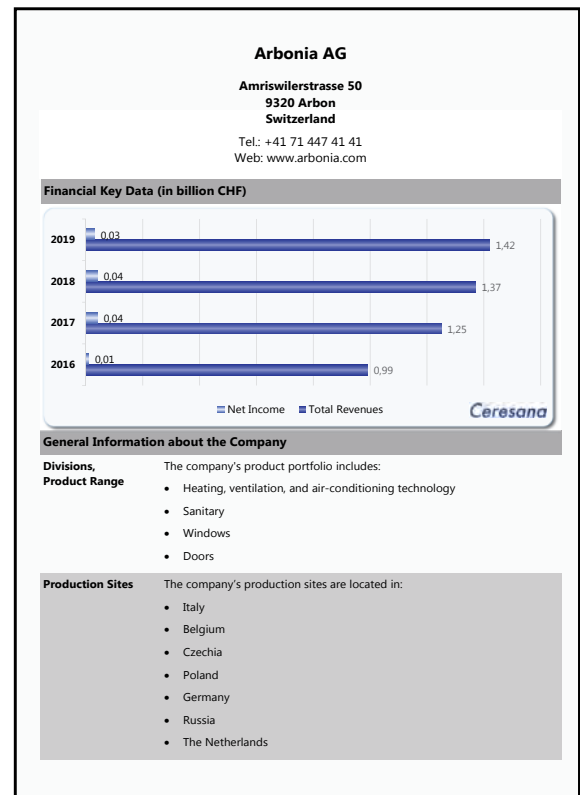 Arbonia AG
Amriswilerstrasse 50
9320 Arbon
Switzerland
Tel.: +41 71 447 41 41
Web: www.arbonia.com
Financial Key Data (in billion CHF)
2019
0,03
1,42
2018
0,04
1,37
2017
0,04
1,25
2016
0,01
0,99
Net Income Total Revenues
Ceresana
General Information about the Company
Divisions, Product Range
The company's product portfolio includes:
• Heating, ventilation, and air-conditioning technology
• Sanitary
• Windows
• Doors
Production Sites
The company's production sites are located in:
• Italy
• Belgium
• Czechia
• Poland
• Germany
• Russia
• The Netherlands